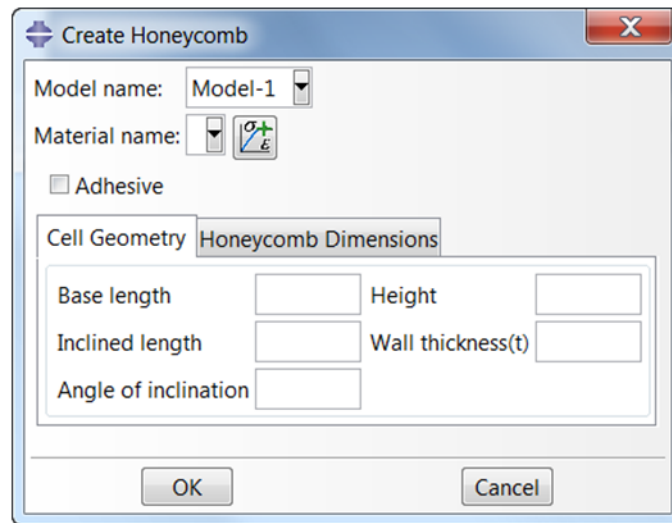 Create Honeycomb
X
Model name: Model-1
Material name: σ ε
Adhesive
Cell Geometry Honeycomb Dimensions
Base length Height
Inclined length Wall thickness(t)
Angle of inclination
OK Cancel